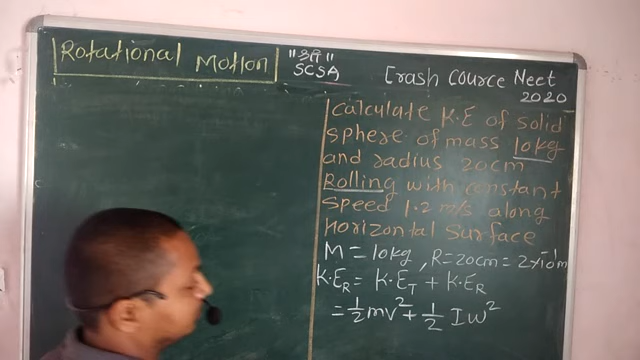 Rotational Motion
"श्री"
SCSA
Crash Cource Neet
2020
Calculate K.E of Solid
Sphere of mass 10kg
and radius 20cm
Rolling with constant
Speed 1.2 m/s along
Horizontal Surface
M = 10kg, R = 20cm = 2×10⁻¹m
K.E_R = K.E_T + K.E_R
= 1/2 mv² + 1/2 Iω²